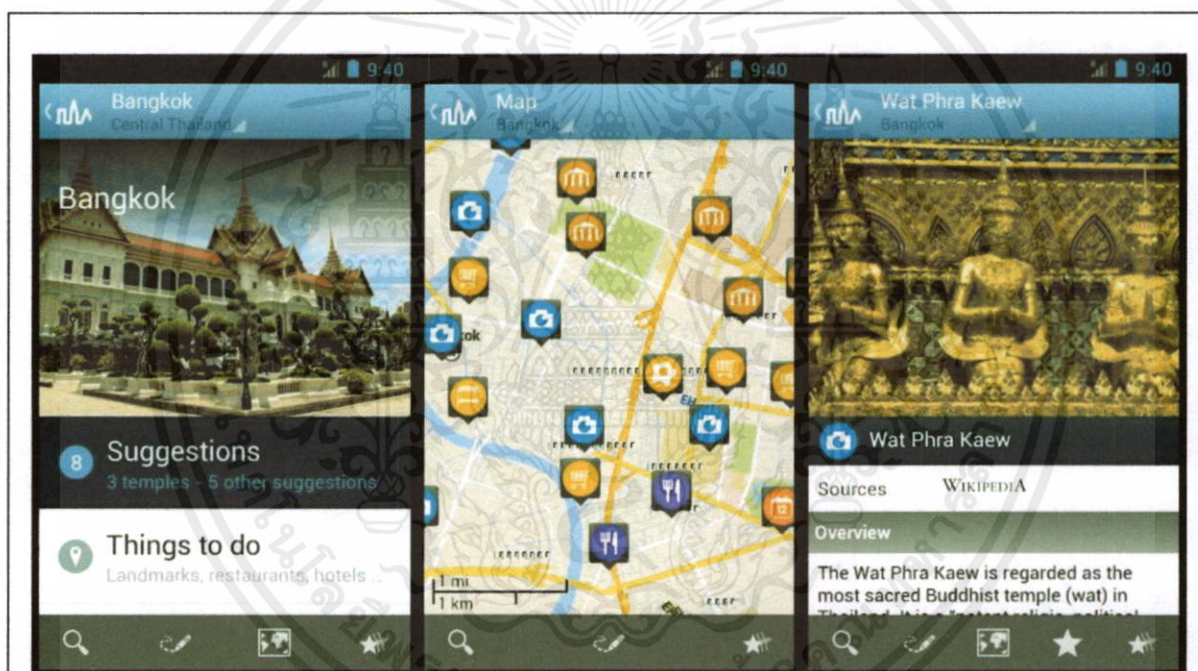 9:40
Bangkok
Central Thailand
Bangkok
8
Suggestions
3 temples - 5 other suggestions
Things to do
Landmarks, restaurants, hotels ...
9:40
Map
Bangkok
kok
12
1 mi
1 km
9:40
Wat Phra Kaew
Bangkok
Wat Phra Kaew
Sources WIKIPEDIA
Overview
The Wat Phra Kaew is regarded as the
most sacred Buddhist temple (wat) in